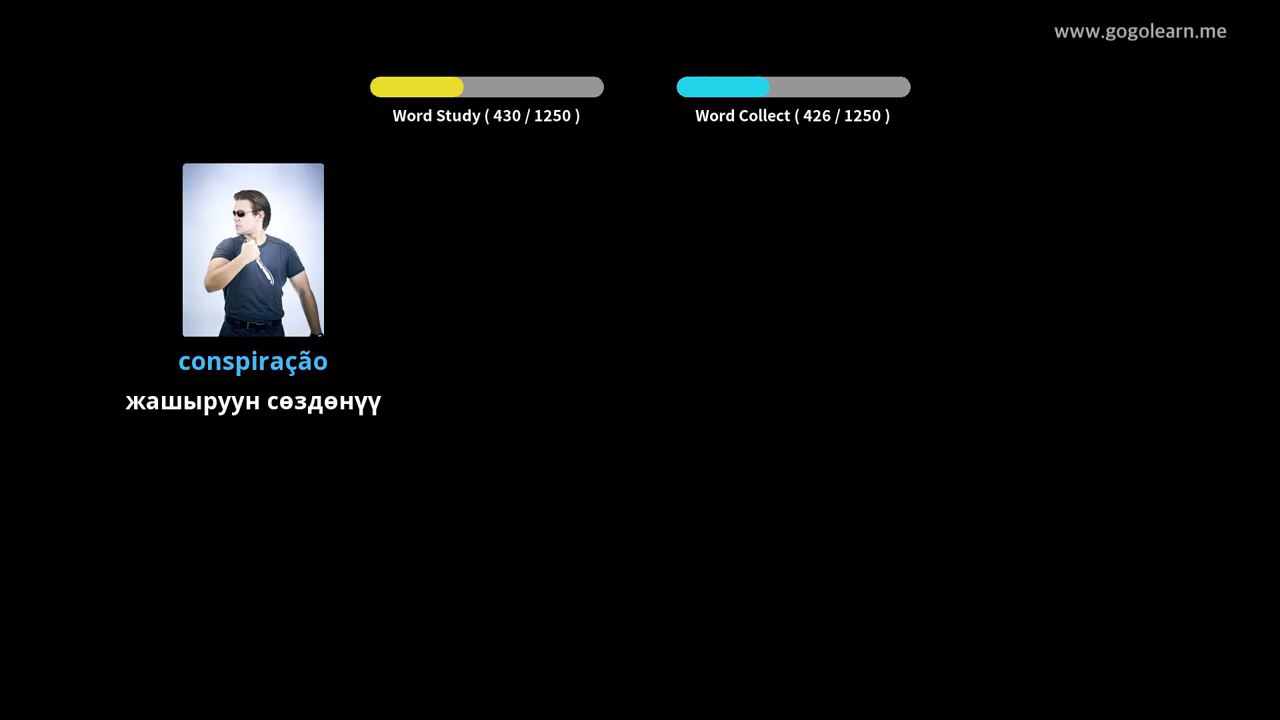 www.gogolearn.me
Word Study ( 430 / 1250 )
Word Collect ( 426 / 1250 )
conspiração
жашыруун сөздөнүү